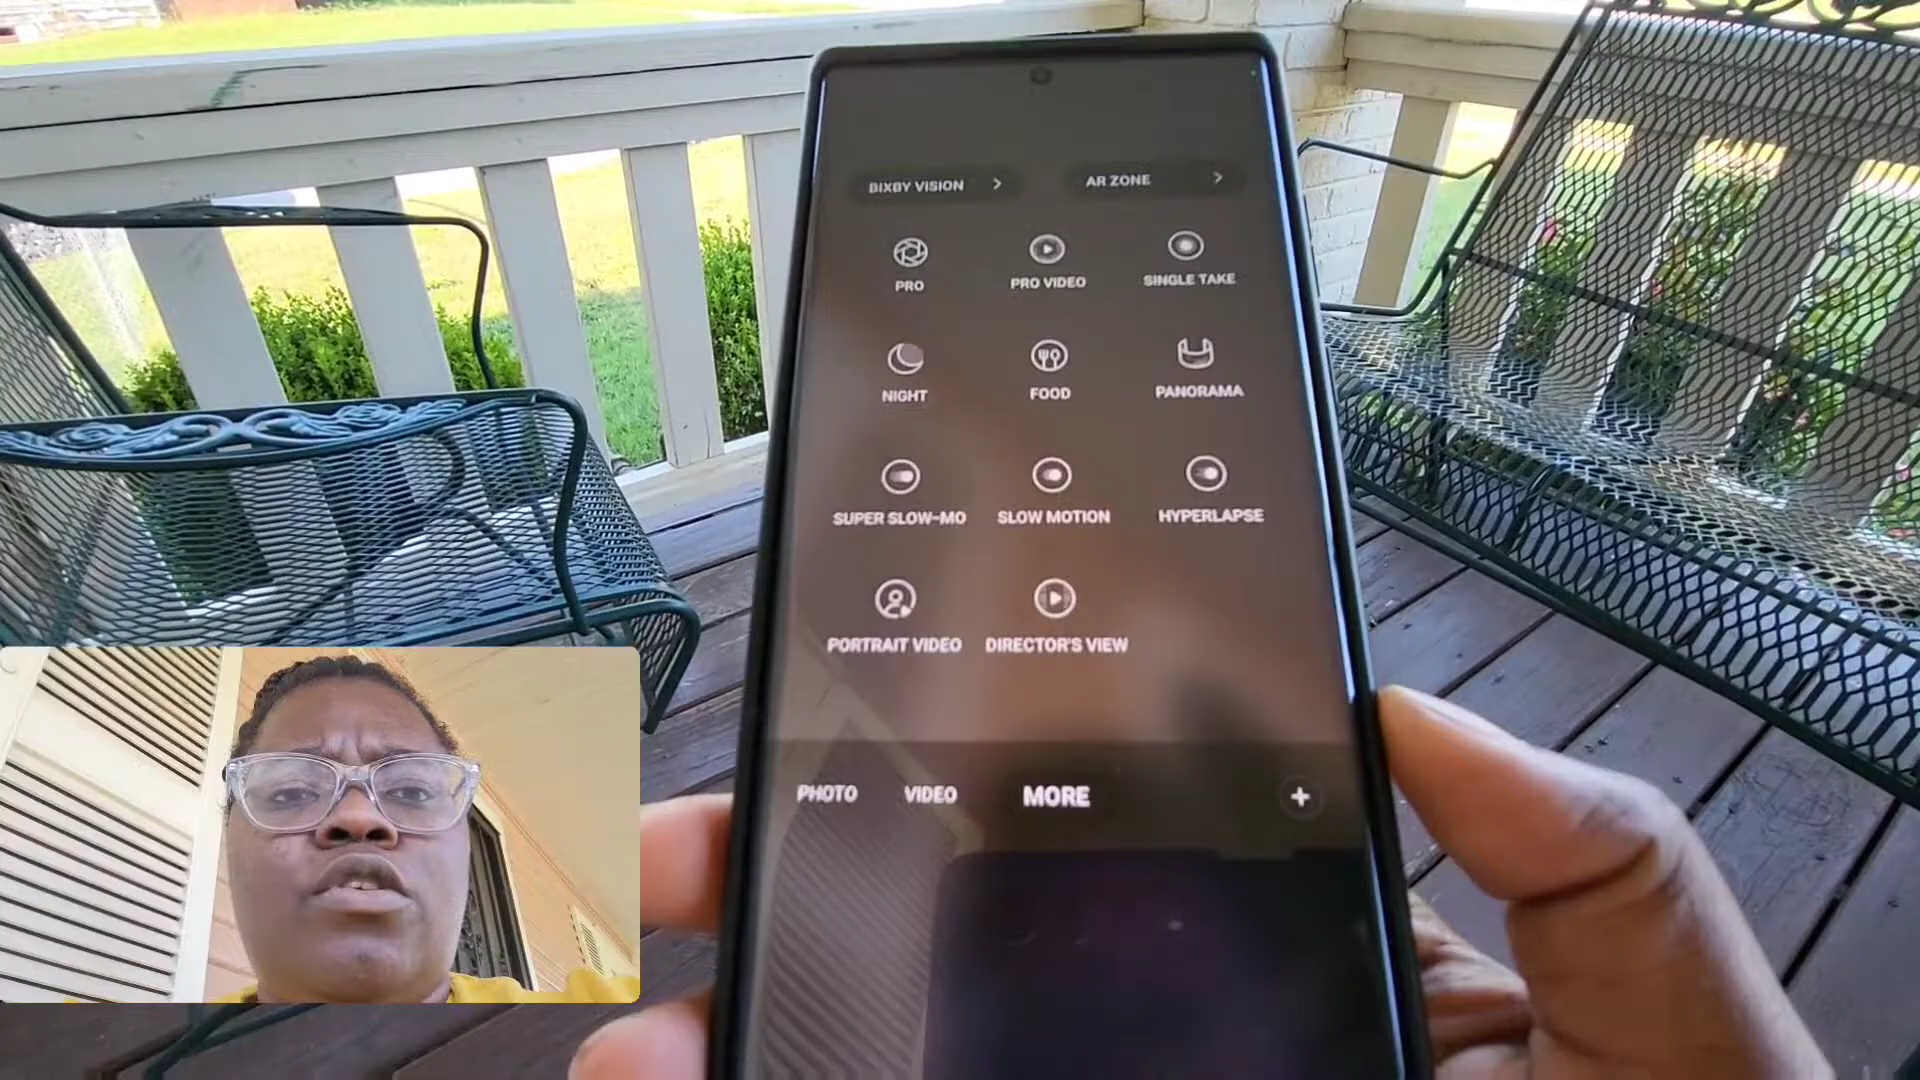 BIXBY VISION
AR ZONE
PRO
PRO VIDEO
SINGLE TAKE
NIGHT
FOOD
PANORAMA
SUPER SLOW-MO
SLOW MOTION
HYPERLAPSE
PORTRAIT VIDEO
DIRECTOR'S VIEW
PHOTO
VIDEO
MORE